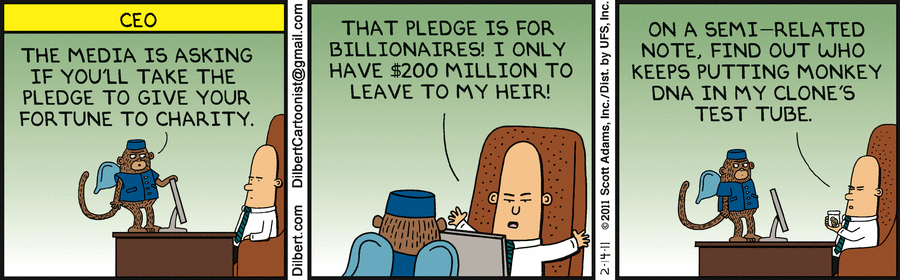 CEO
THE MEDIA IS ASKING
IF YOU'LL TAKE THE
PLEDGE TO GIVE YOUR
FORTUNE TO CHARITY.
Dilbert.com DilbertCartoonist@gmail.com
THAT PLEDGE IS FOR
BILLIONAIRES! I ONLY
HAVE $200 MILLION TO
LEAVE TO MY HEIR!
2-14-11 ©2011 Scott Adams, Inc./Dist. by UFS, Inc.
ON A SEMI-RELATED
NOTE, FIND OUT WHO
KEEPS PUTTING MONKEY
DNA IN MY CLONE'S
TEST TUBE.